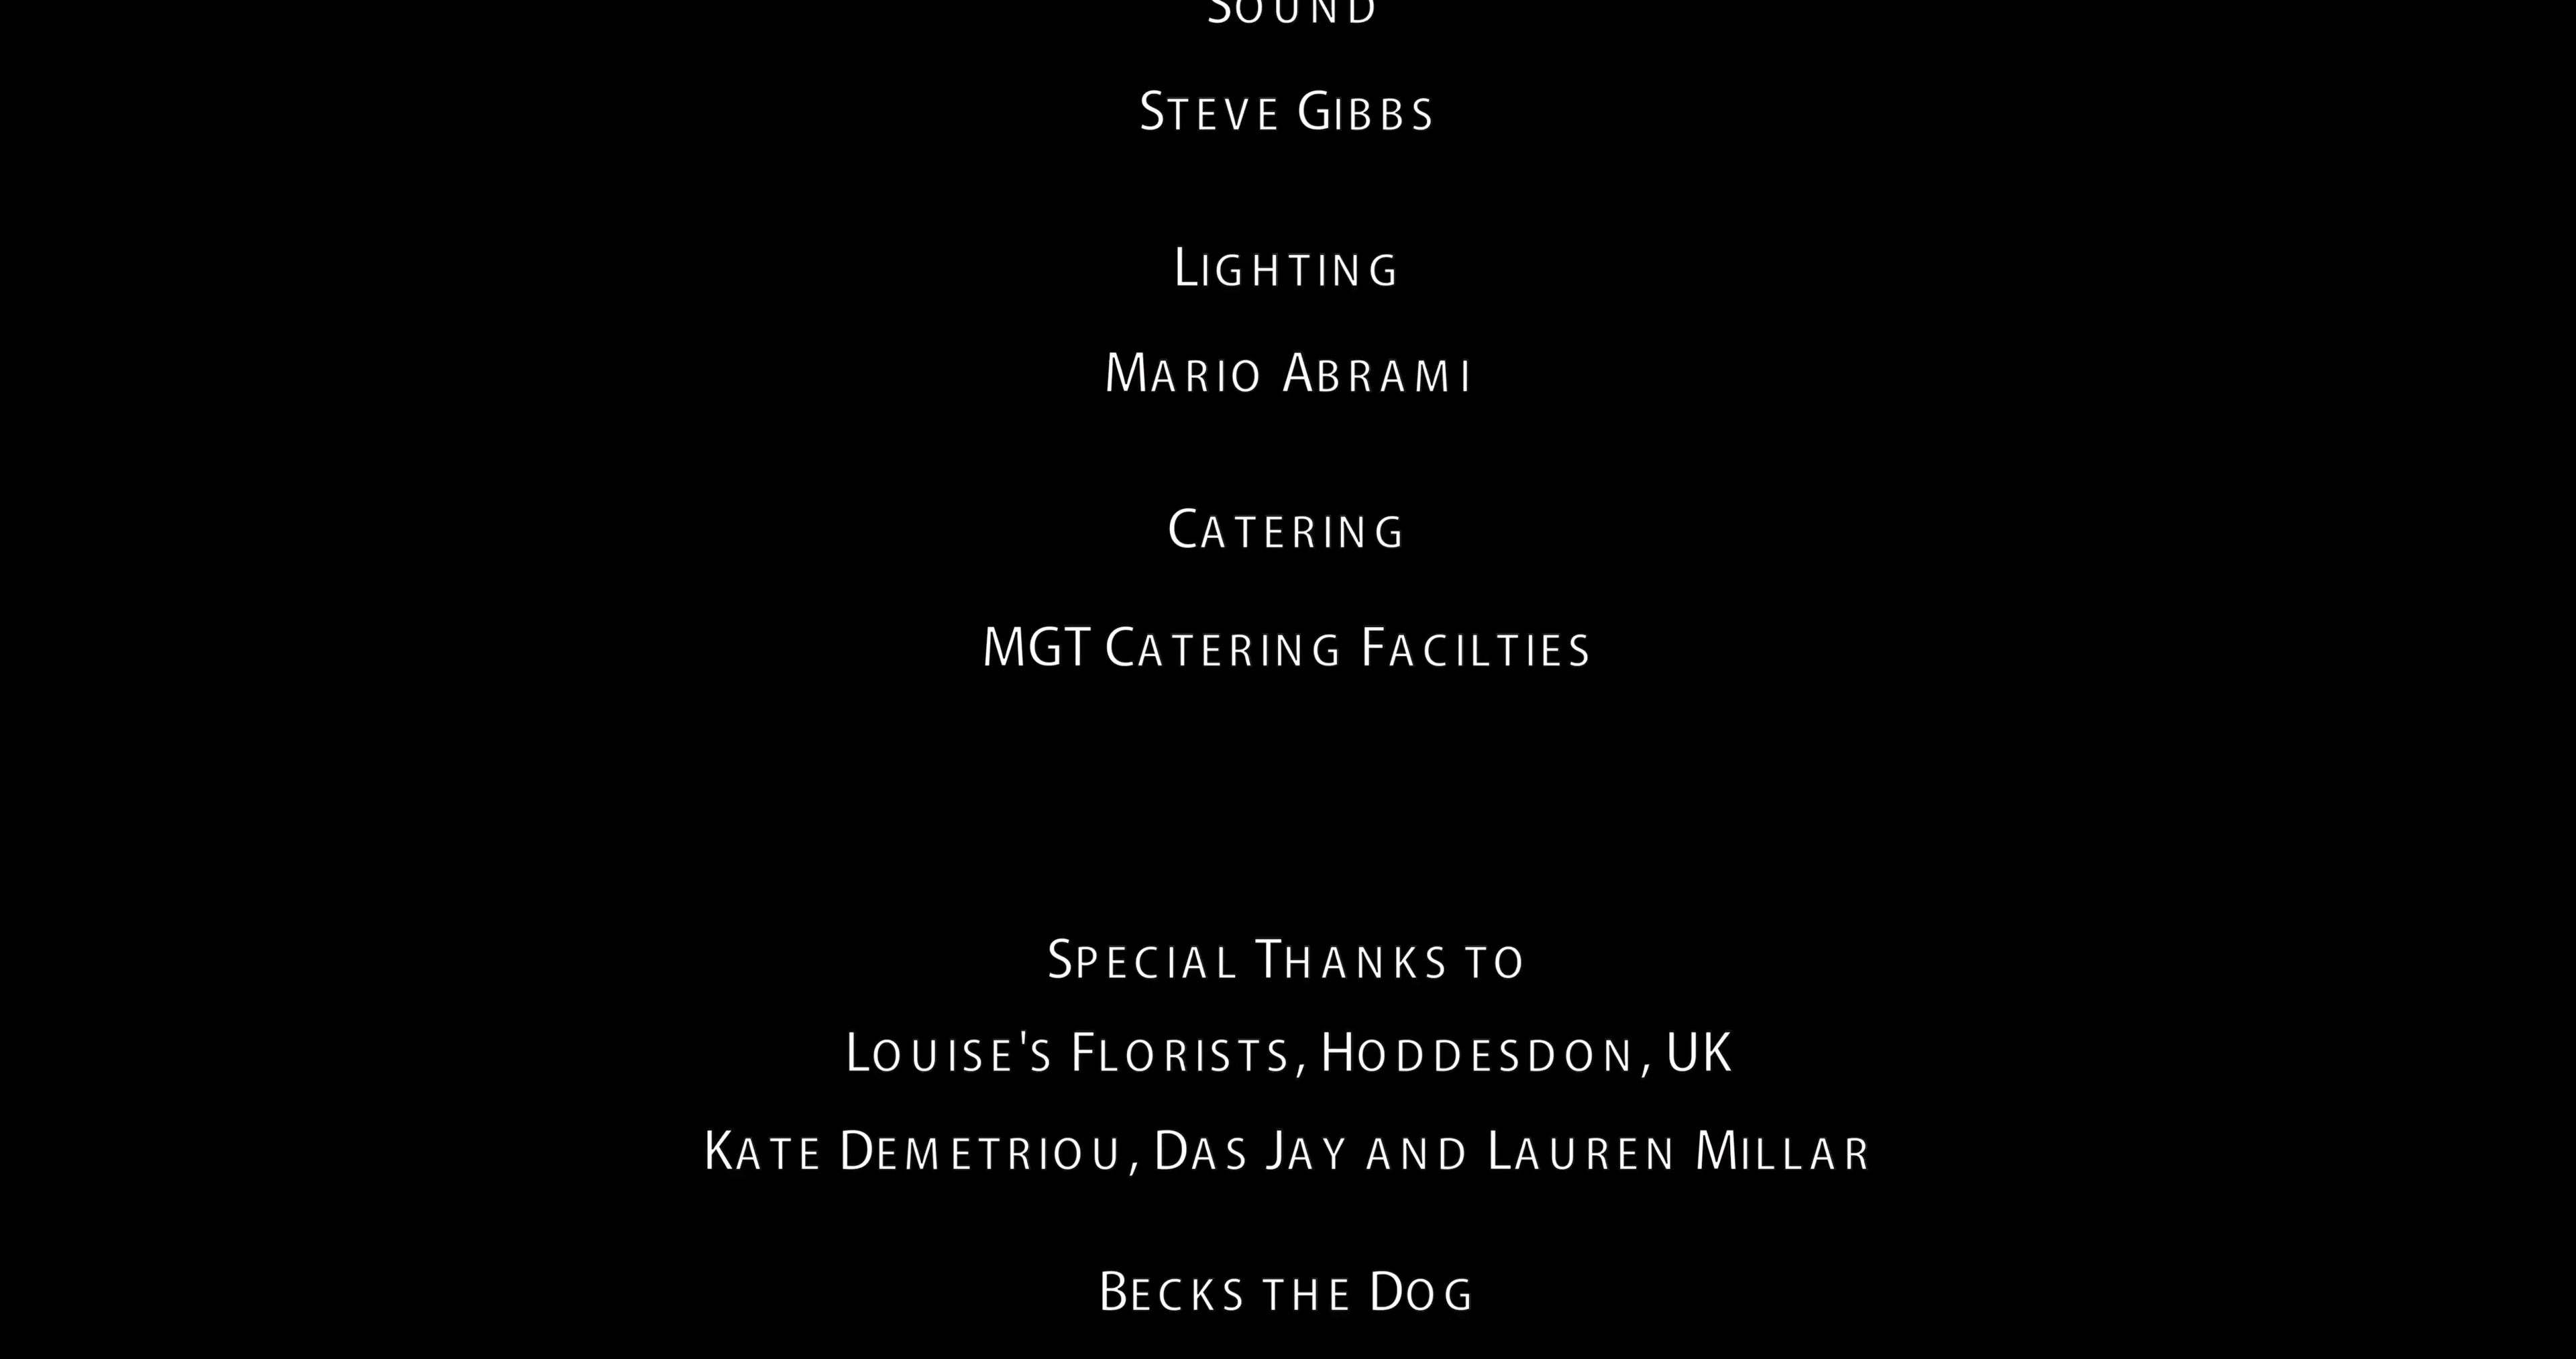 Sound
Steve Gibbs
Lighting
Mario Abrami
Catering
MGT Catering Facilties
Special Thanks to
Louise's Florists, Hoddesdon, UK
Kate Demetriou, Das Jay and Lauren Millar
Becks the Dog